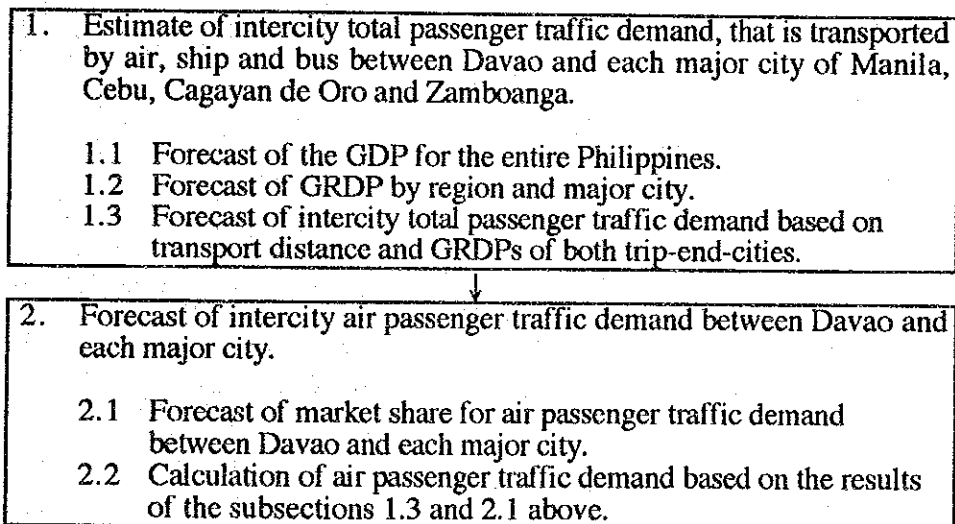 1. Estimate of intercity total passenger traffic demand, that is transported
by air, ship and bus between Davao and each major city of Manila,
Cebu, Cagayan de Oro and Zamboanga.
1.1 Forecast of the GDP for the entire Philippines.
1.2 Forecast of GRDP by region and major city.
1.3 Forecast of intercity total passenger traffic demand based on
transport distance and GRDPs of both trip-end-cities.
2. Forecast of intercity air passenger traffic demand between Davao and
each major city.
2.1 Forecast of market share for air passenger traffic demand
between Davao and each major city.
2.2 Calculation of air passenger traffic demand based on the results
of the subsections 1.3 and 2.1 above.